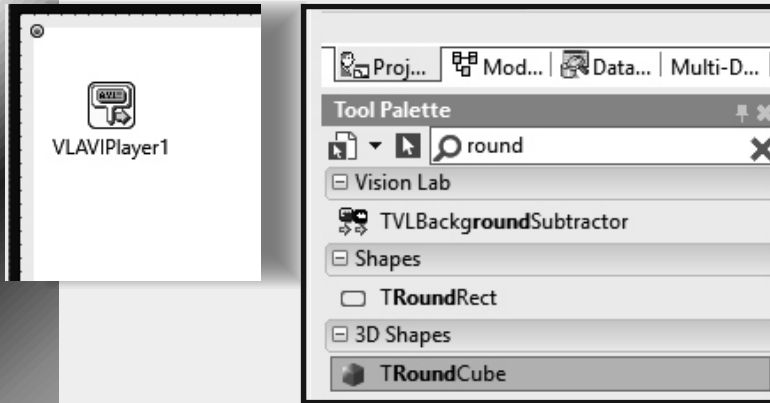 AVI
VLAVIPlayer1
Proj... Mod... Data... Multi-D...
Tool Palette
round
Vision Lab
TVLBackgroundSubtractor
Shapes
TRoundRect
3D Shapes
TRoundCube